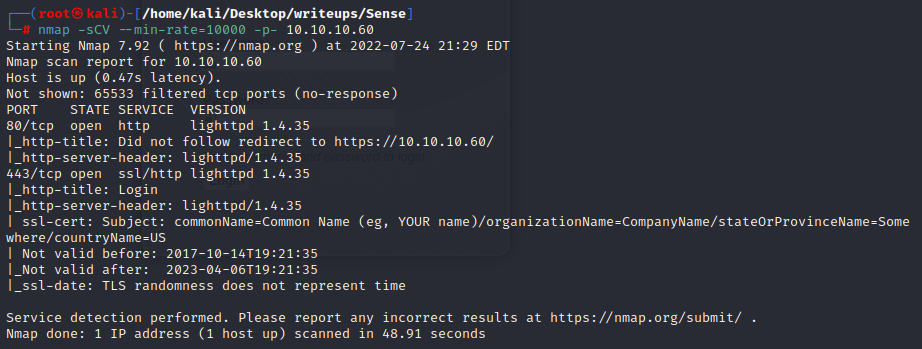 ┌──(root㉿kali)-[/home/kali/Desktop/writeups/Sense]
└─# nmap -sCV --min-rate=10000 -p- 10.10.10.60
Starting Nmap 7.92 ( https://nmap.org ) at 2022-07-24 21:29 EDT
Nmap scan report for 10.10.10.60
Host is up (0.47s latency).
Not shown: 65533 filtered tcp ports (no-response)
PORT    STATE SERVICE  VERSION
80/tcp  open  http     lighttpd 1.4.35
|_http-title: Did not follow redirect to https://10.10.10.60/
|_http-server-header: lighttpd/1.4.35
443/tcp open  ssl/http lighttpd 1.4.35
|_http-title: Login
|_http-server-header: lighttpd/1.4.35
| ssl-cert: Subject: commonName=Common Name (eg, YOUR name)/organizationName=CompanyName/stateOrProvinceName=Some
where/countryName=US
| Not valid before: 2017-10-14T19:21:35
|_Not valid after:  2023-04-06T19:21:35
|_ssl-date: TLS randomness does not represent time

Service detection performed. Please report any incorrect results at https://nmap.org/submit/ .
Nmap done: 1 IP address (1 host up) scanned in 48.91 seconds